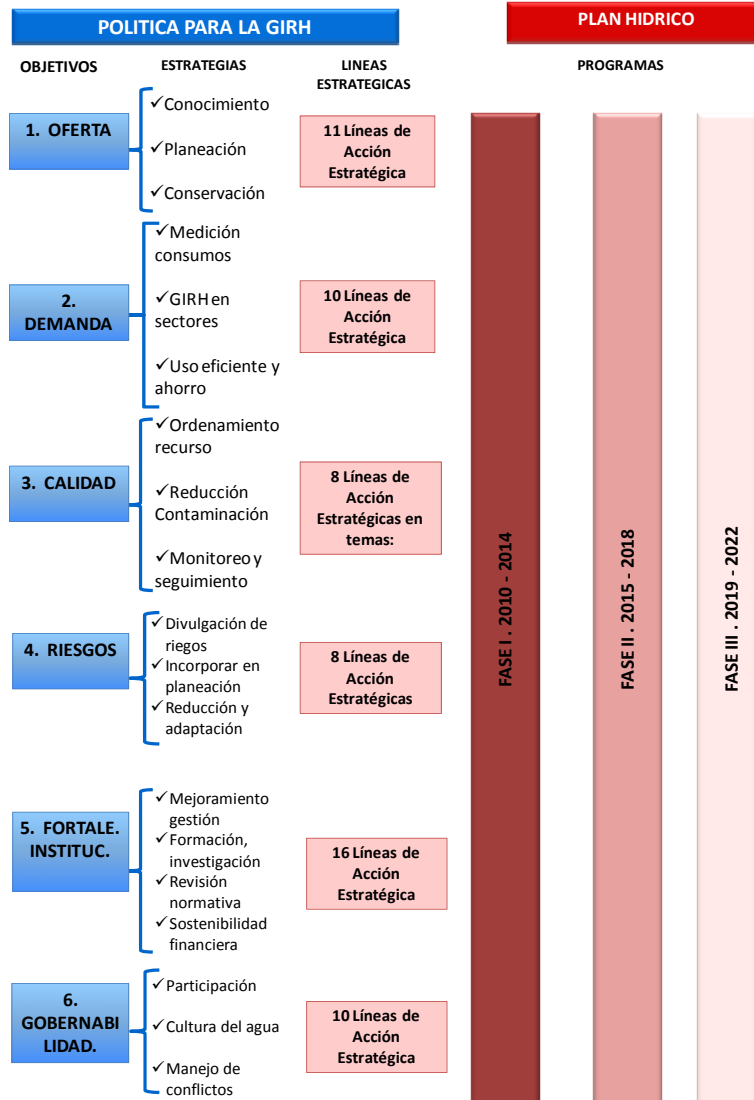 POLITICA PARA LA GIRH
PLAN HIDRICO
OBJETIVOS
ESTRATEGIAS
LINEAS
ESTRATEGICAS
PROGRAMAS
1. OFERTA
✓Conocimiento
✓Planeación
✓Conservación
11 Líneas de
Acción
Estratégica
2.
DEMANDA
✓Medición
consumos
✓GIRH en
sectores
✓Uso eficiente y
ahorro
10 Líneas de
Acción
Estratégica
3. CALIDAD
✓Ordenamiento
recurso
✓Reducción
Contaminación
✓Monitoreo y
seguimiento
8 Líneas de
Acción
Estratégicas en
temas:
4. RIESGOS
✓Divulgación de
riegos
✓Incorporar en
planeación
✓Reducción y
adaptación
8 Líneas de
Acción
Estratégicas
5. FORTALE.
INSTITUC.
✓Mejoramiento
gestión
✓Formación,
investigación
✓Revisión
normativa
✓Sostenibilidad
financiera
16 Líneas de
Acción
Estratégica
6.
GOBERNABI
LIDAD.
✓Participación
✓Cultura del agua
✓Manejo de
conflictos
10 Líneas de
Acción
Estratégica
FASE I . 2010 - 2014
FASE II . 2015 - 2018
FASE III . 2019 - 2022